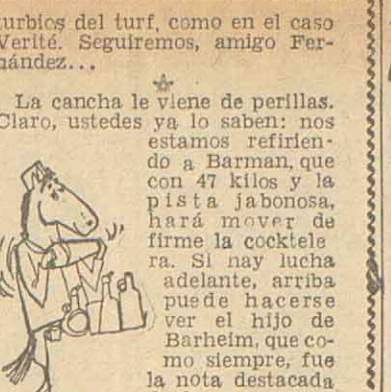 turbios del turf, como en el caso
Verité. Seguiremos, amigo Fer-
nández...
La cancha le viene de perillas.
Claro, ustedes ya lo saben: nos
estamos refirien-
do a Barman, que
con 47 kilos y la
pista jabonosa,
hará mover de
firme la cocktele
ra. Si hay lucha
adelante, arriba
puede hacerse
ver el hijo de
Barheim, que co-
mo siempre, fue
la nota destacada